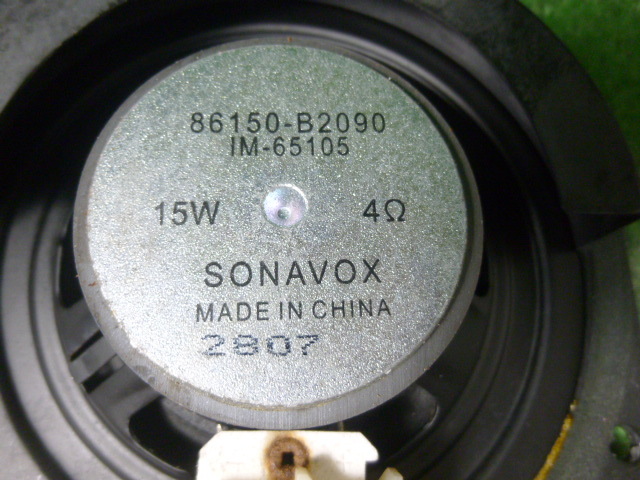 86150-B2090
IM-65105
15W 4Ω
SONAVOX
MADE IN CHINA
2807